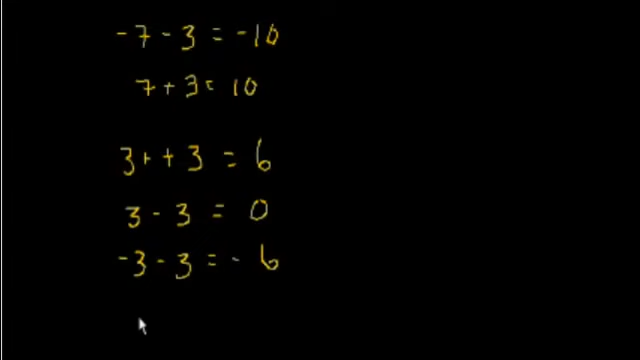 -7 - 3 = -10
7 + 3 = 10
3 + + 3 = 6
3 - 3 = 0
-3 - 3 = - 6